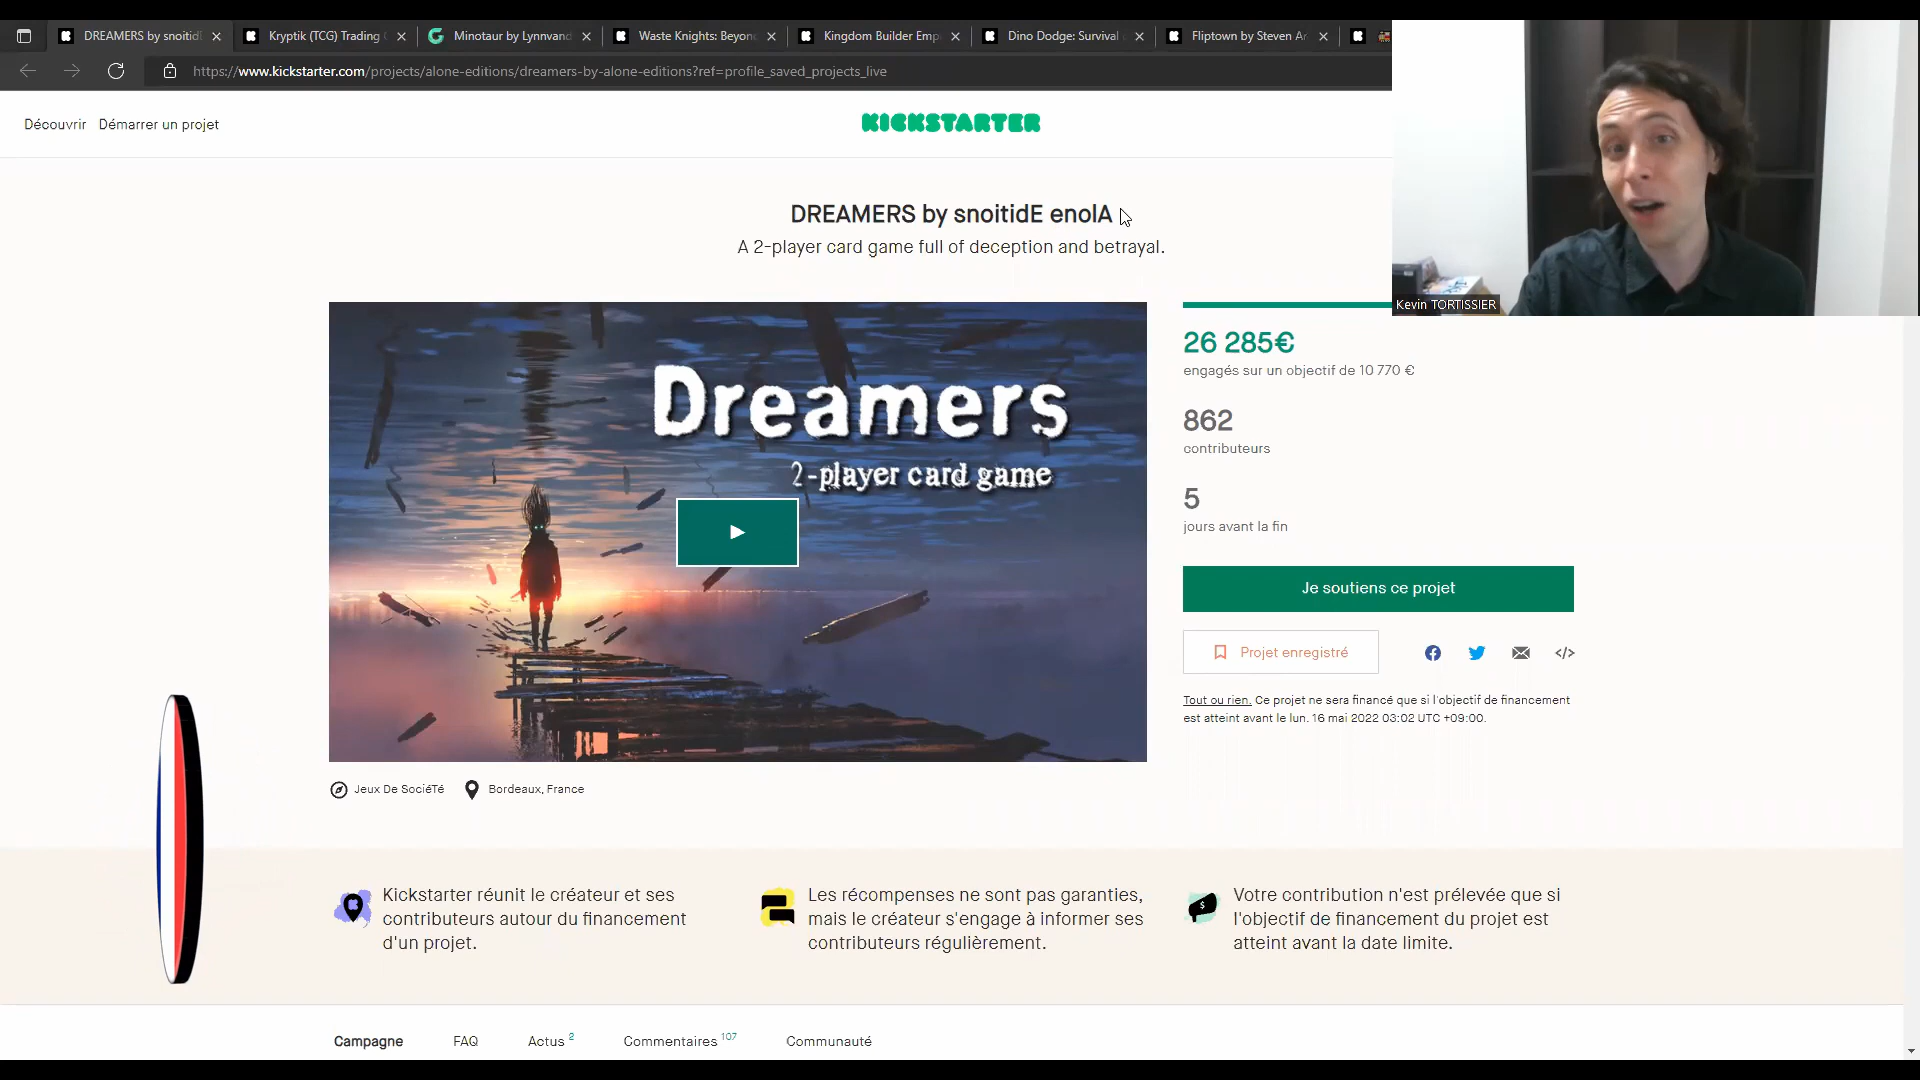 DREAMERS by snoitid
Kryptik (TCG) Trading
Minotaur by Lynnvand
Waste Knights: Beyon
Kingdom Builder Emp
Dino Dodge: Survival
Fliptown by Steven Ar
https://www.kickstarter.com/projects/alone-editions/dreamers-by-alone-editions?ref=profile_saved_projects_live
Découvrir Démarrer un projet
KICKSTARTER
Kevin TORTISSIER
DREAMERS by snoitidE enolA
A 2-player card game full of deception and betrayal.
Dreamers
2-player card game
26 285€
engagés sur un objectif de 10 770 €
862
contributeurs
5
jours avant la fin
Je soutiens ce projet
Projet enregistré
Tout ou rien. Ce projet ne sera financé que si l'objectif de financement
est atteint avant le lun. 16 mai 2022 03:02 UTC +09:00.
Jeux De SociéTé Bordeaux, France
Kickstarter réunit le créateur et ses
contributeurs autour du financement
d'un projet.
Les récompenses ne sont pas garanties,
mais le créateur s'engage à informer ses
contributeurs régulièrement.
Votre contribution n'est prélevée que si
l'objectif de financement du projet est
atteint avant la date limite.
Campagne FAQ Actus 2 Commentaires 107 Communauté